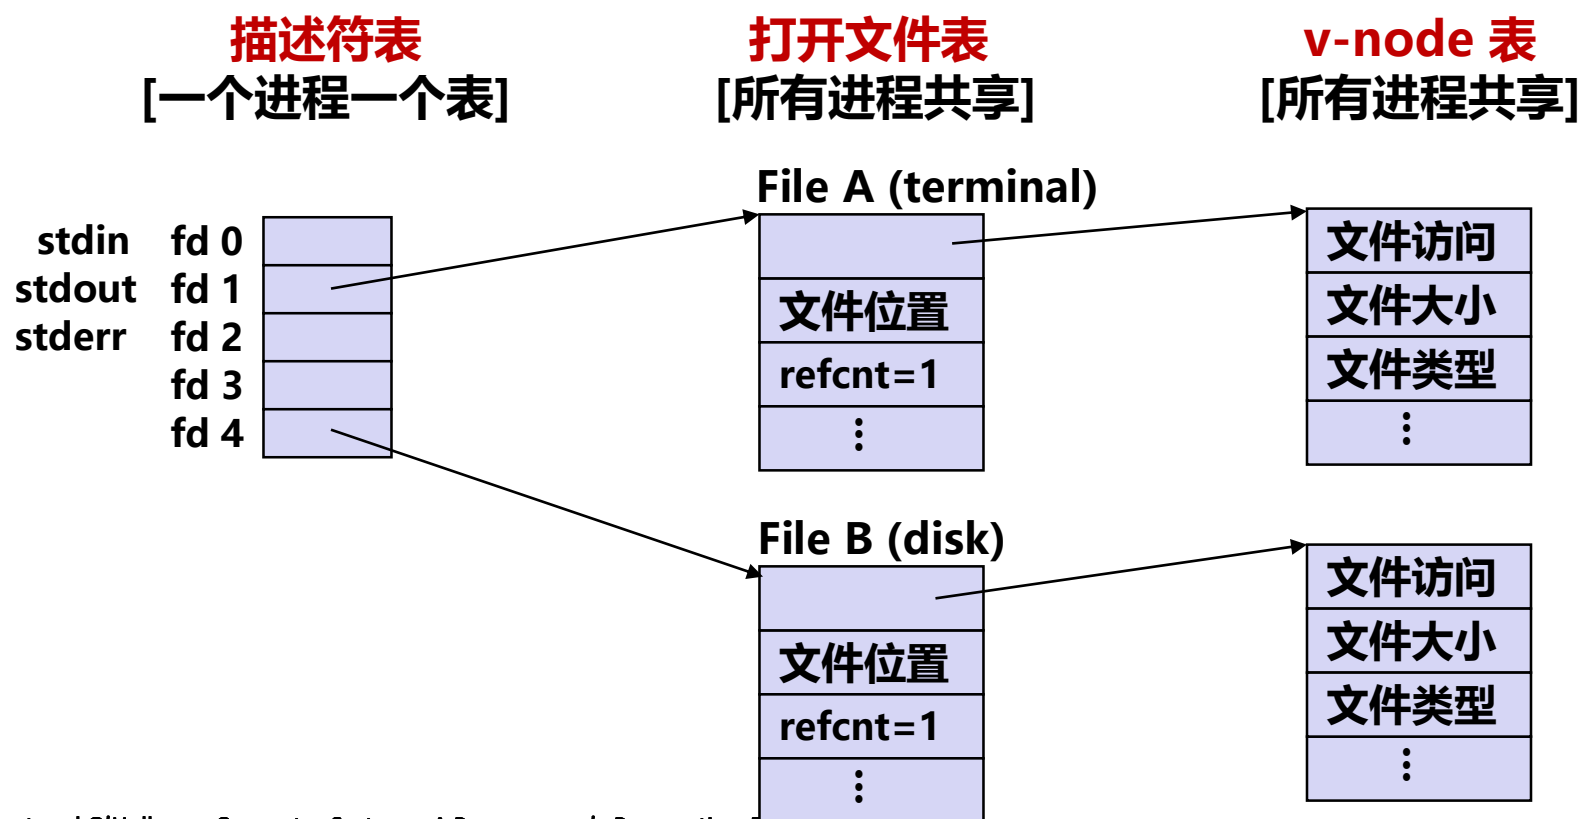 描述符表
[一个进程一个表]
打开文件表
[所有进程共享]
v-node 表
[所有进程共享]
stdin fd 0
stdout fd 1
stderr fd 2
fd 3
fd 4
File A (terminal)
文件位置
refcnt=1
⋮
文件访问
文件大小
文件类型
⋮
File B (disk)
文件位置
refcnt=1
⋮
文件访问
文件大小
文件类型
⋮